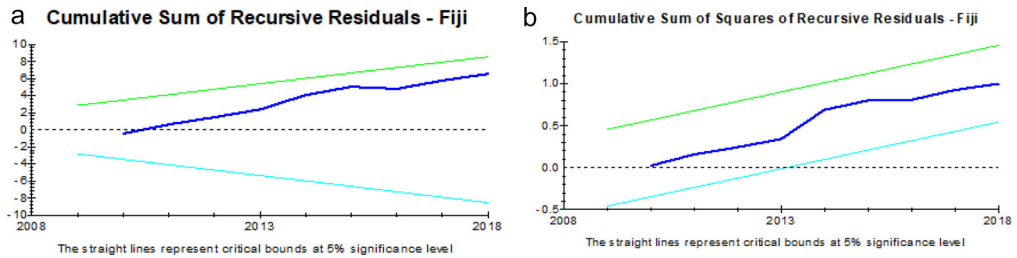 a
Cumulative Sum of Recursive Residuals - Fiji
10
8
6
4
2
0
-2
-4
-6
-8
-10
2008 2013 2018
The straight lines represent critical bounds at 5% significance level
b
Cumulative Sum of Squares of Recursive Residuals - Fiji
1.5
1.0
0.5
0.0
-0.5
2008 2013 2018
The straight lines represent critical bounds at 5% significance level